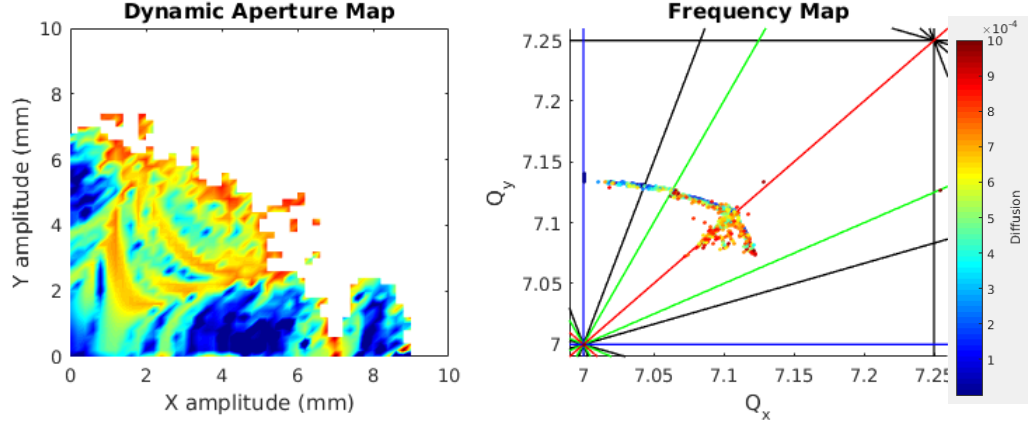 Dynamic Aperture Map
10
8
6
4
2
0
Y amplitude (mm)
0 2 4 6 8 10
X amplitude (mm)
Frequency Map
7.25
7.2
7.15
7.1
7.05
7
Q_y
7 7.05 7.1 7.15 7.2 7.25
Q_x
×10^-4
10
9
8
7
6
5
4
3
2
1
Diffusion